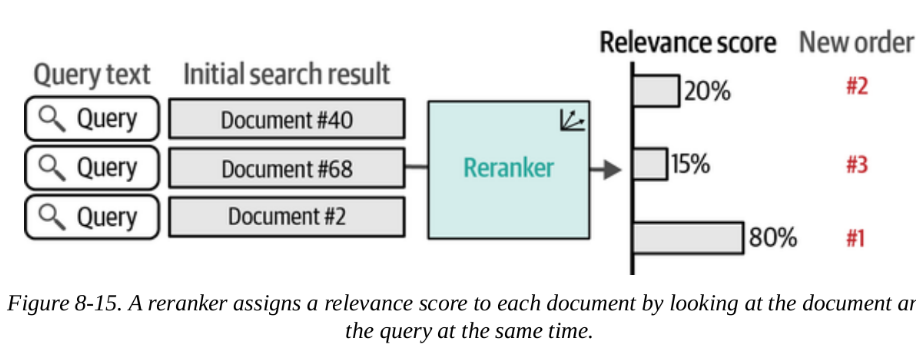 Relevance score New order
Query text Initial search result
Query Document #40 20% #2
Query Document #68 Reranker 15% #3
Query Document #2 80% #1
Figure 8-15. A reranker assigns a relevance score to each document by looking at the document
the query at the same time.